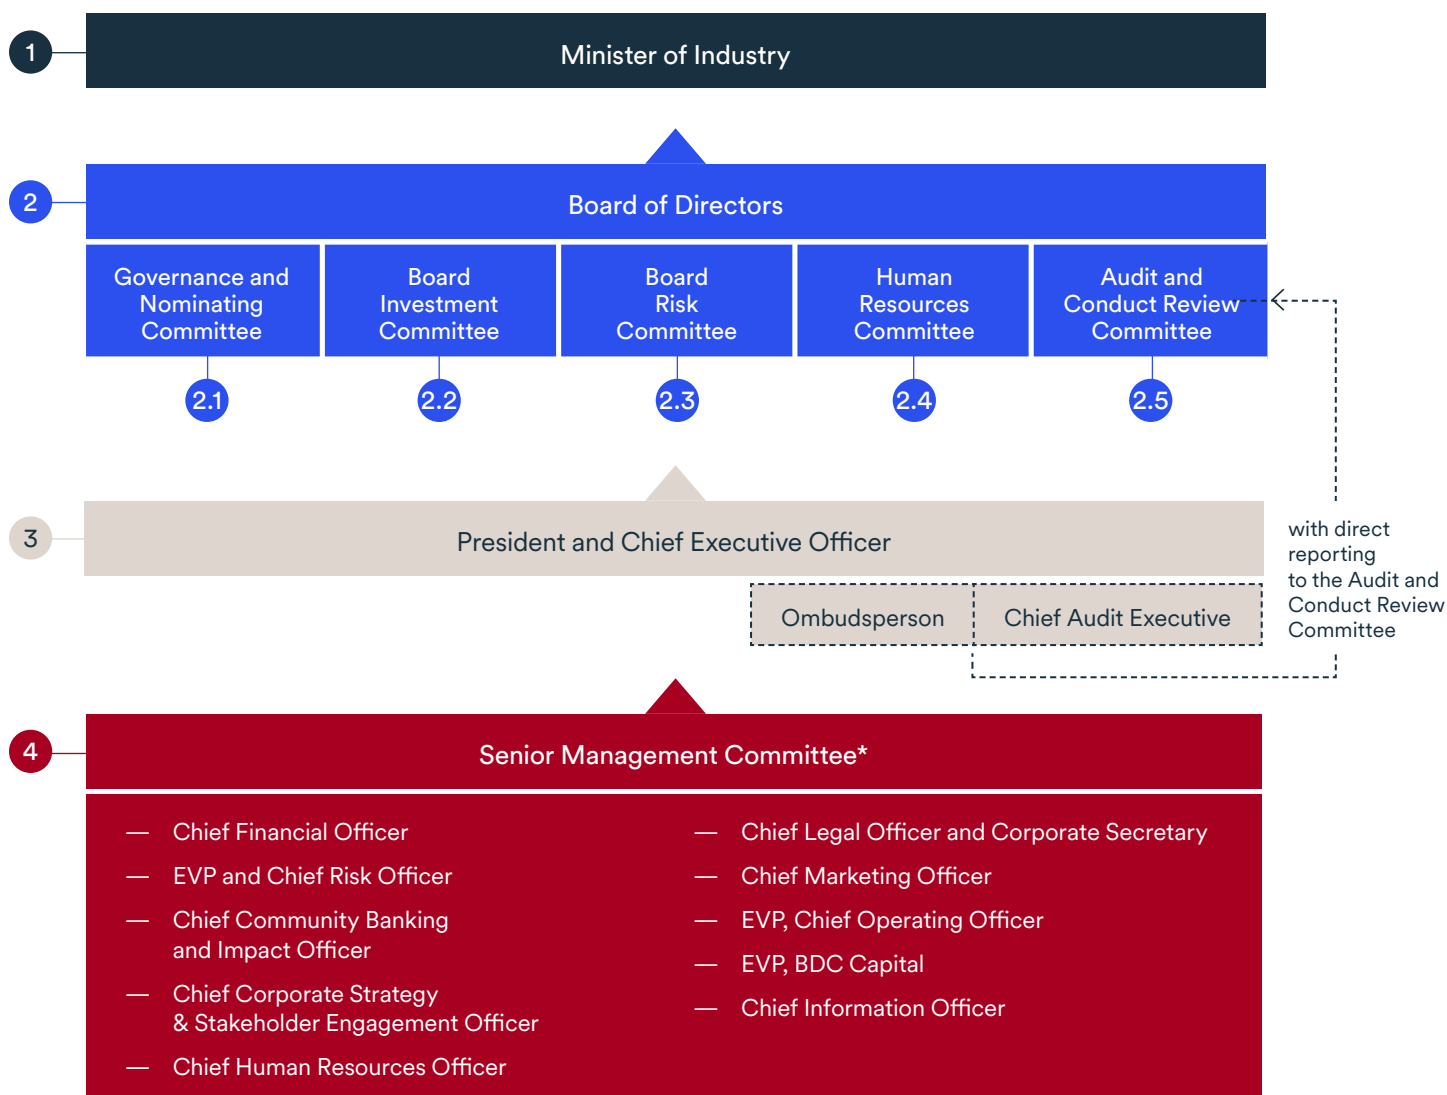 1
Minister of Industry
2
Board of Directors
Governance and
Nominating
Committee
Board
Investment
Committee
Board
Risk
Committee
Human
Resources
Committee
Audit and
Conduct Review
Committee
2.1
2.2
2.3
2.4
2.5
3
President and Chief Executive Officer
with direct
reporting
to the Audit and
Conduct Review
Committee
Ombudsperson
Chief Audit Executive
4
Senior Management Committee*
— Chief Financial Officer
— EVP and Chief Risk Officer
— Chief Community Banking
and Impact Officer
— Chief Corporate Strategy
& Stakeholder Engagement Officer
— Chief Human Resources Officer
— Chief Legal Officer and Corporate Secretary
— Chief Marketing Officer
— EVP, Chief Operating Officer
— EVP, BDC Capital
— Chief Information Officer